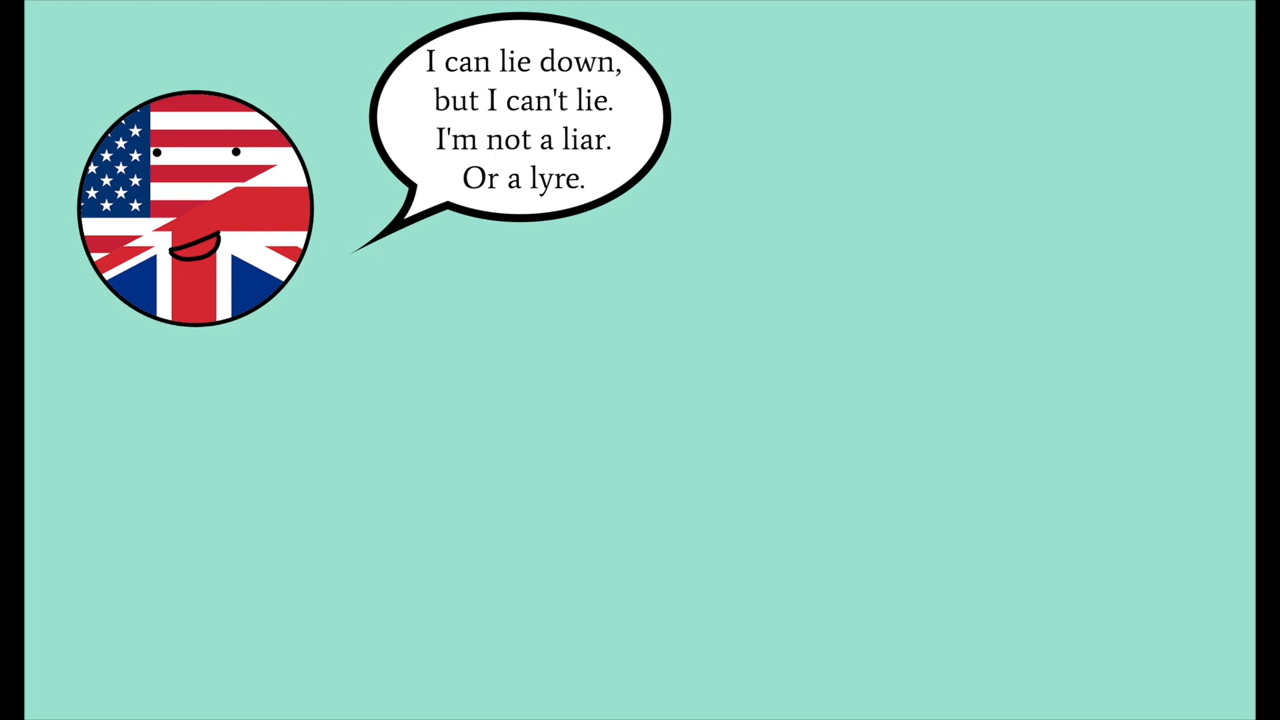 I can lie down,
but I can't lie.
I'm not a liar.
Or a lyre.